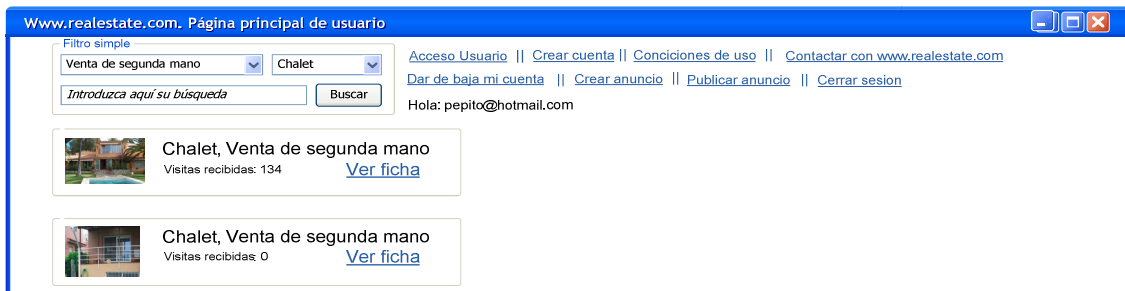 Www.realestate.com. Página principal de usuario
Filtro simple
Venta de segunda mano Chalet
Introduzca aquí su búsqueda Buscar
Acceso Usuario || Crear cuenta || Conciciones de uso || Contactar con www.realestate.com
Dar de baja mi cuenta || Crear anuncio || Publicar anuncio || Cerrar sesion
Hola: pepito@hotmail.com
Chalet, Venta de segunda mano
Visitas recibidas: 134 Ver ficha
Chalet, Venta de segunda mano
Visitas recibidas: 0 Ver ficha